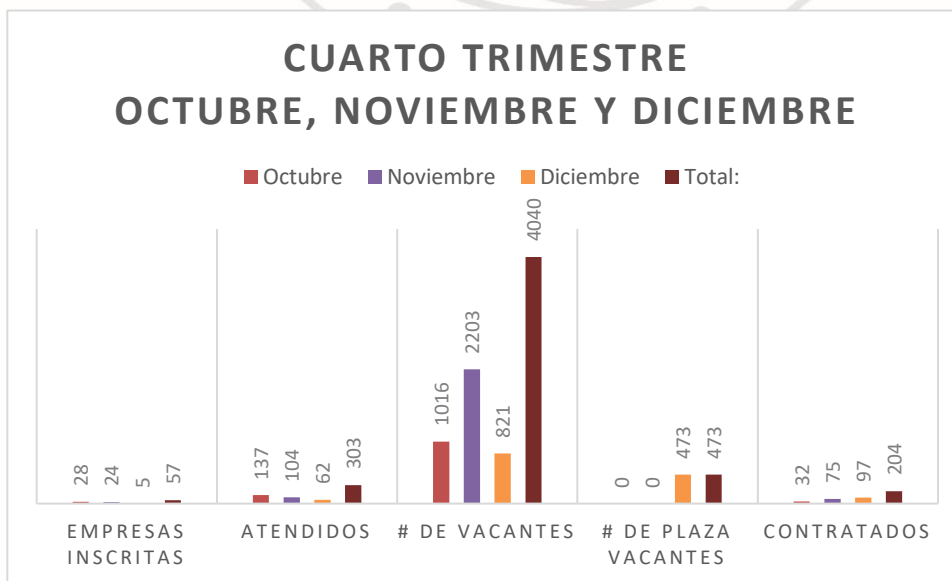 CUARTO TRIMESTRE
OCTUBRE, NOVIEMBRE Y DICIEMBRE
Octubre Noviembre Diciembre Total:
28 24 5 57
137 104 62 303
1016 2203 821 4040
0 0 473 473
32 75 97 204
EMPRESAS
INSCRITAS
ATENDIDOS
# DE VACANTES
# DE PLAZA
VACANTES
CONTRATADOS